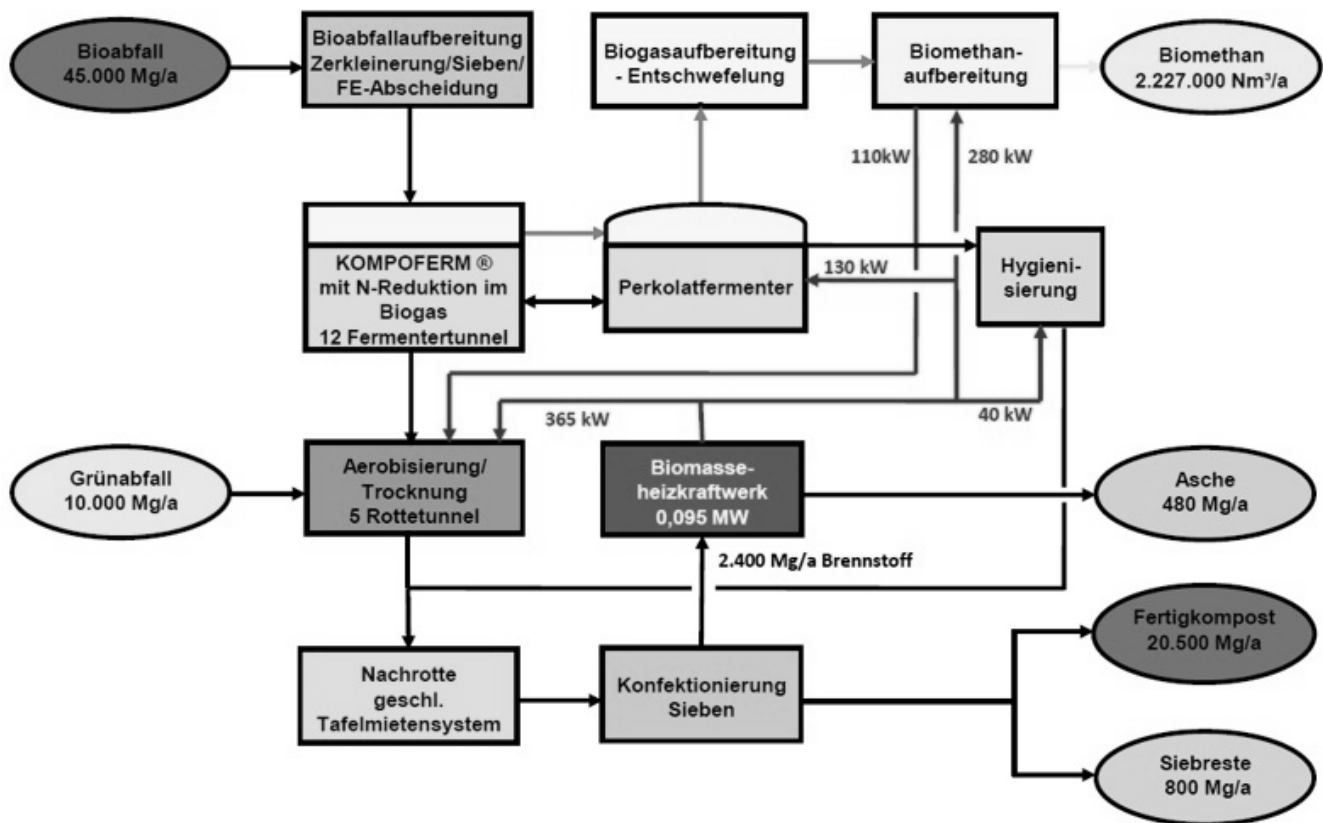 Bioabfall
45.000 Mg/a
Bioabfallaufbereitung
Zerkleinerung/Sieben/
FE-Abscheidung
Biogasaufbereitung
- Entschwefelung
Biomethan-
aufbereitung
Biomethan
2.227.000 Nm³/a
110kW
280 kW
KOMPOFERM ®
mit N-Reduktion im
Biogas
12 Fermentertunnel
Perkolatfermenter
130 kW
Hygieni-
sierung
365 kW
40 kW
Grünabfall
10.000 Mg/a
Aerobisierung/
Trocknung
5 Rottetunnel
Biomasse-
heizkraftwerk
0,095 MW
Asche
480 Mg/a
2.400 Mg/a Brennstoff
Nachrotte
geschl.
Tafelmietensystem
Konfektionierung
Sieben
Fertigkompost
20.500 Mg/a
Siebreste
800 Mg/a